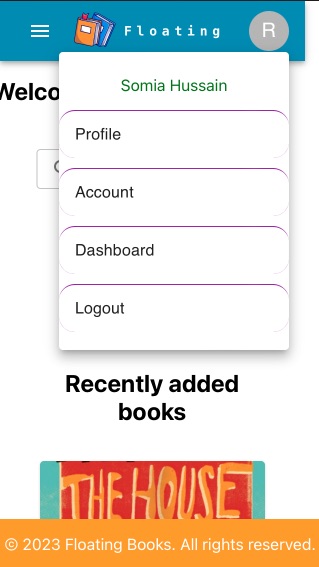 Floating
R
Welco
Somia Hussain
Profile
Account
Dashboard
Logout
Recently added
books
THE HOUSE
© 2023 Floating Books. All rights reserved.